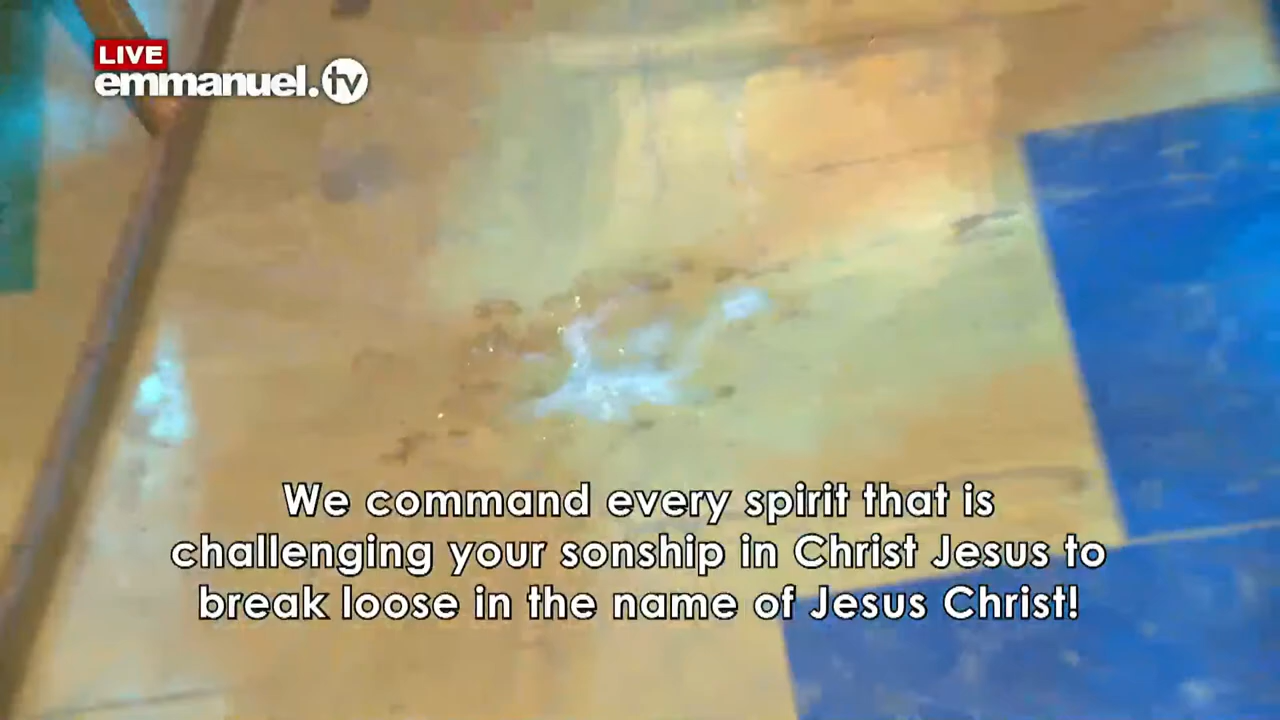 LIVE
emmanuel.tv
We command every spirit that is
challenging your sonship in Christ Jesus to
break loose in the name of Jesus Christ!